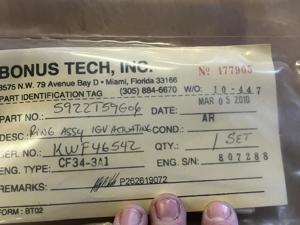 BONUS TECH, INC.
Nº 177905
8575 N.W. 79 Avenue Bay D • Miami, Florida 33166
PART IDENTIFICATION TAG (305) 884-6670 W/O: 10-447
MAR 05 2010
PART NO.: 5922T59G06 DATE:
DESC: RING ASSY IGV ACTUATING COND.: AR
SER. NO.: KWF46542 QTY.: 1 SET
ENG. TYPE: CF34-3A1 ENG. S/N: 807288
REMARKS: P262619072
FORM: BT02